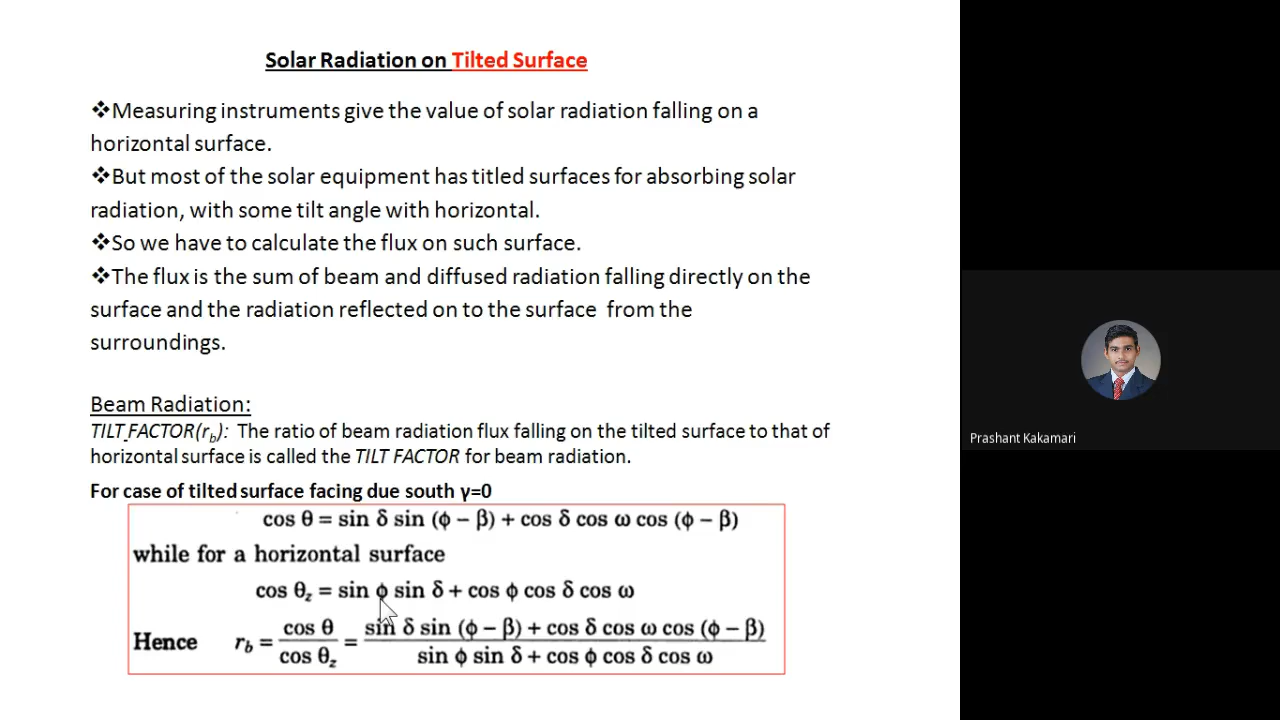 Solar Radiation on Tilted Surface
❖Measuring instruments give the value of solar radiation falling on a
horizontal surface.
❖But most of the solar equipment has titled surfaces for absorbing solar
radiation, with some tilt angle with horizontal.
❖So we have to calculate the flux on such surface.
❖The flux is the sum of beam and diffused radiation falling directly on the
surface and the radiation reflected on to the surface from the
surroundings.
Beam Radiation:
TILT FACTOR(r_b): The ratio of beam radiation flux falling on the tilted surface to that of
horizontal surface is called the TILT FACTOR for beam radiation.
For case of tilted surface facing due south γ=0
cos θ = sin δ sin (ϕ − β) + cos δ cos ω cos (ϕ − β)
while for a horizontal surface
cos θ_z = sin ϕ sin δ + cos ϕ cos δ cos ω
Hence r_b = cos θ / cos θ_z = sin δ sin (ϕ − β) + cos δ cos ω cos (ϕ − β) / sin ϕ sin δ + cos ϕ cos δ cos ω
Prashant Kakamari